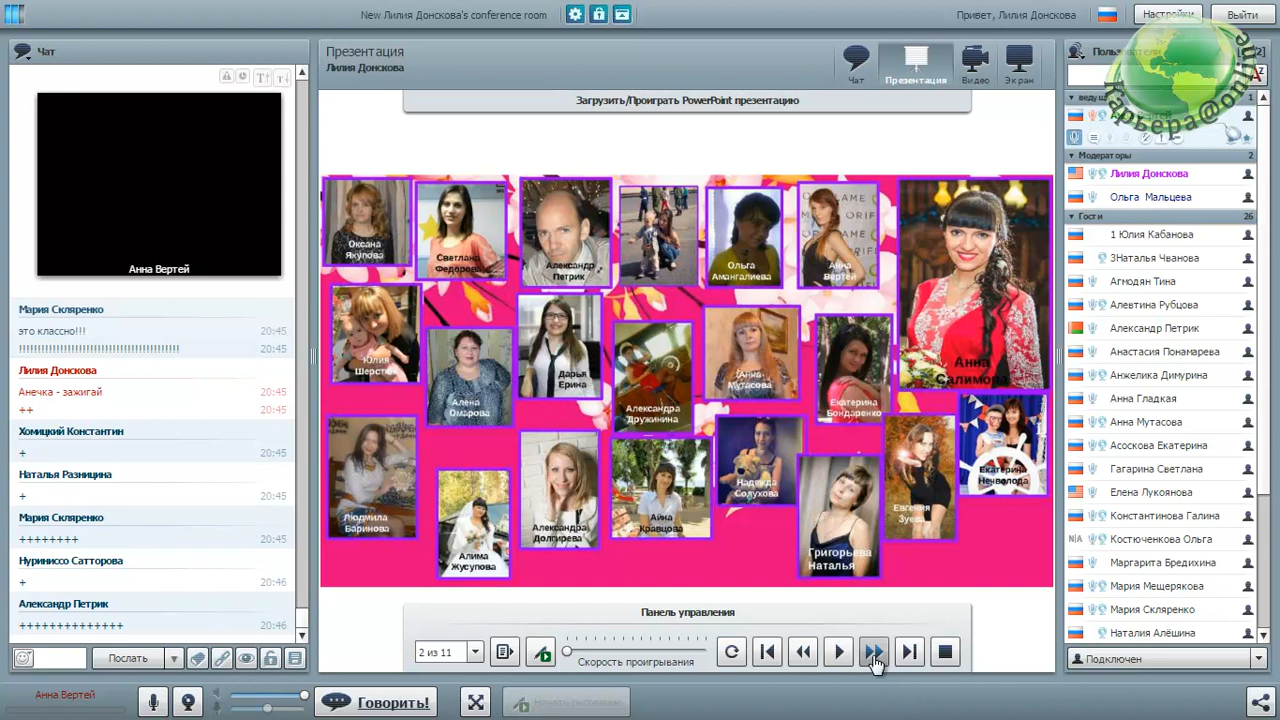 New Лилия Донскова's conference room
Привет, Лилия Донскова
Настройки
Выйти
Чат
Анна Вертей
Мария Скляренко
это классно!!! 20:45
!!!!!!!!!!!!!!!!!!!!!!!!!!!!!!!!!!!!!!!!! 20:45
Лилия Донскова
Анечка - зажигай 20:45
++ 20:45
Хомицкий Константин
+ 20:45
Наталья Разницина
+ 20:45
Мария Скляренко
++++++++ 20:45
Нуриниссо Сатторова
+ 20:46
Александр Петрик
++++++++++++++ 20:46
Послать
Презентация
Лилия Донскова
Чат
Презентация
Видео
Экран
Загрузить/Проиграть PowerPoint презентацию
Оксана
Якупова
Светлана
Федорова
Александр
Петрик
Ольга
Амангалиева
ORIFLAME
Анна
Вертей
Анна
Салимова
Юлия
Шерстюк
Алена
Омарова
Дарья
Ерина
Александра
Дружинина
Анна
Мутасова
Екатерина
Бондаренко
Людмила
Баринова
Алима
Жусупова
Александра
Долгирева
Анна
Кравцова
Надежда
Солухова
Григорьева
Наталья
Евгения
Зуева
Екатерина
Нечволода
Панель управления
2 из 11
Скорость проигрывания
Пользователи
карьера@online
AZ
ведущ 1
Модераторы 2
Лилия Донскова
Ольга Мальцева
Гости 26
1 Юлия Кабанова
3Наталья Чванова
Агмодян Тина
Алевтина Рубцова
Александр Петрик
Анастасия Понамарева
Анжелика Димурина
Анна Гладкая
Анна Мутасова
Асоскова Екатерина
Гагарина Светлана
Елена Лукоянова
Константинова Галина
N/A Костюченкова Ольга
Маргарита Бредихина
Мария Мещерякова
Мария Скляренко
Наталия Алёшина
Подключен
Анна Вертей
Говорить!